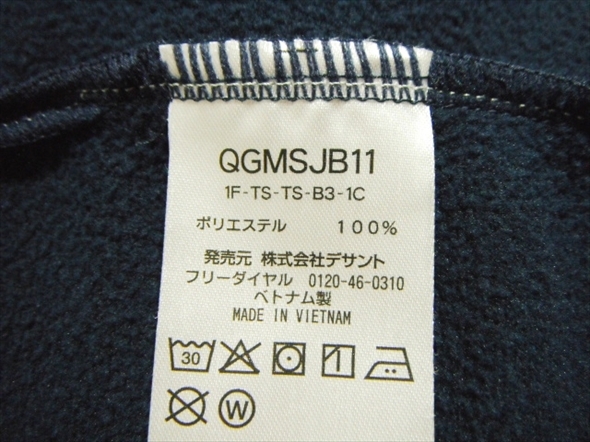 QGMSJB11
1F-TS-TS-B3-1C
ポリエステル 100%
発売元 株式会社デサント
フリーダイヤル 0120-46-0310
ベトナム製
MADE IN VIETNAM
30
W